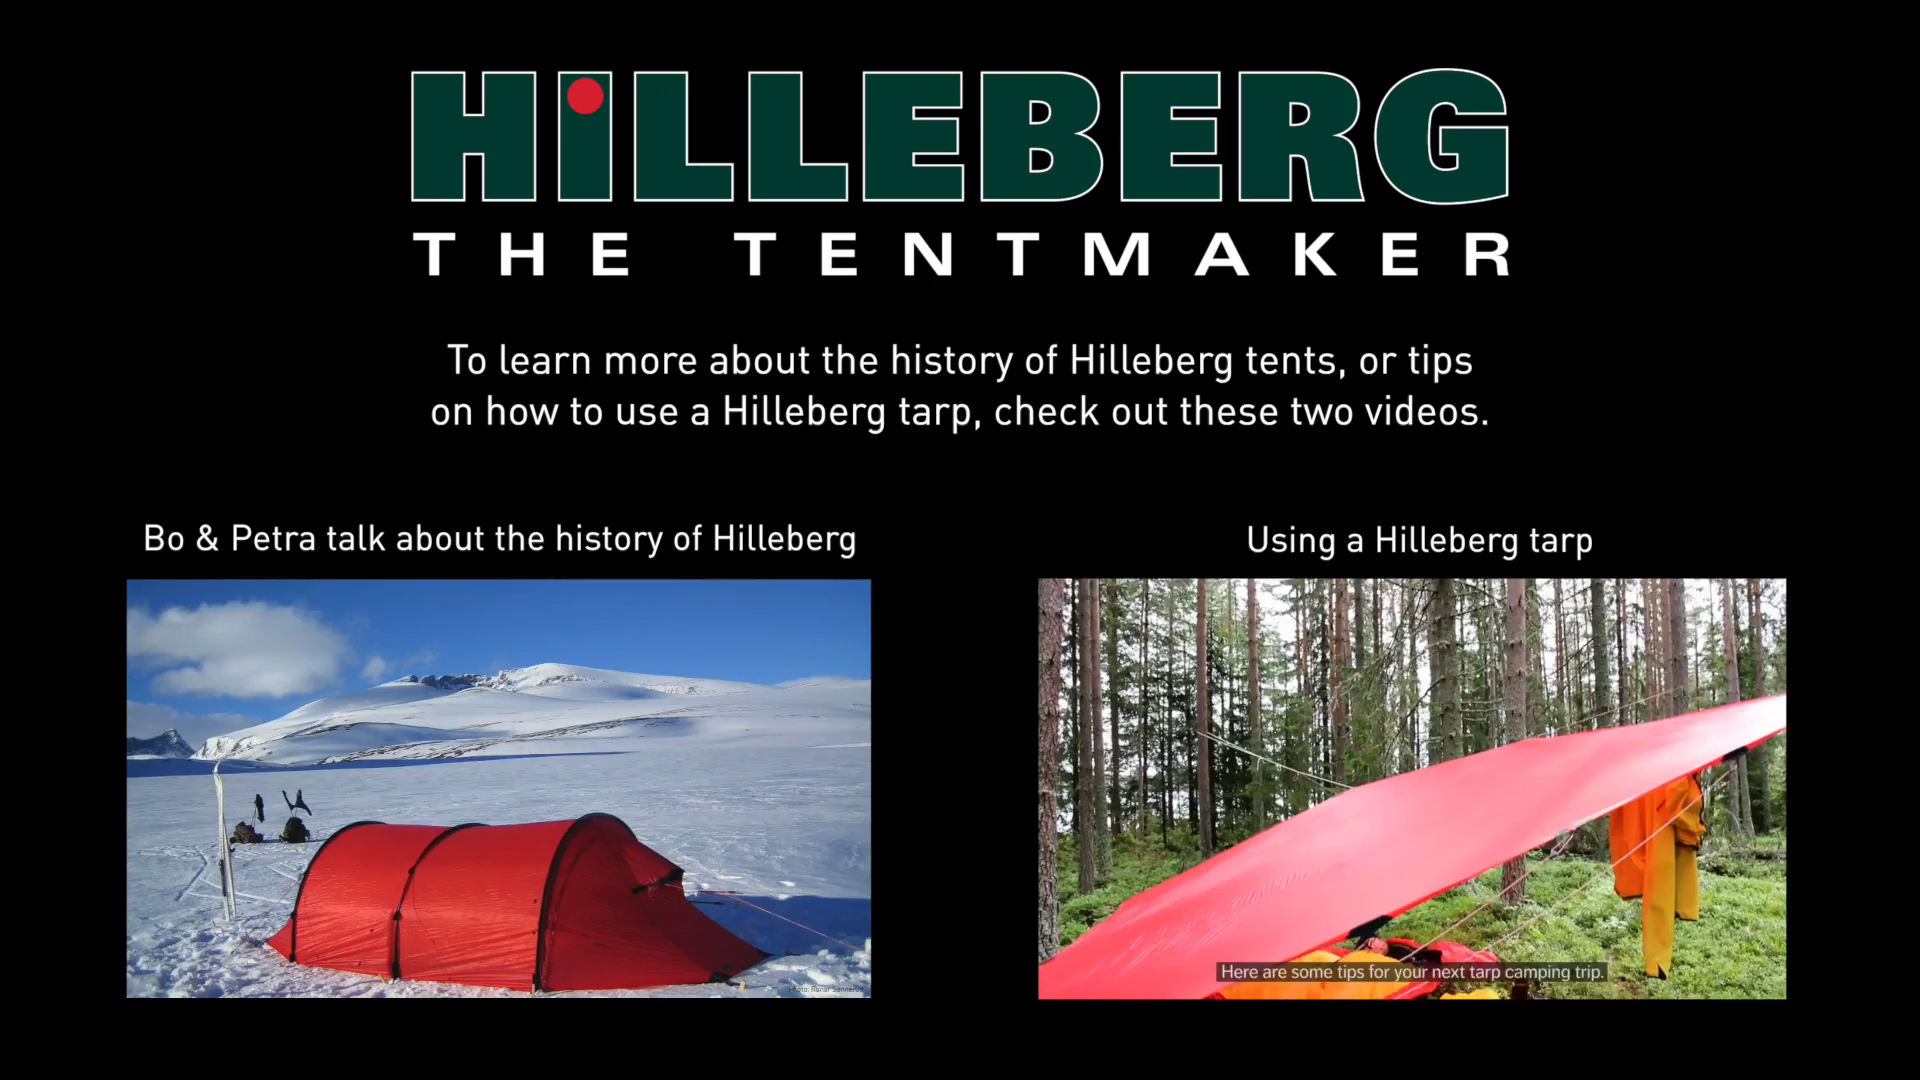 HiLLEBERG
THE TENTMAKER
To learn more about the history of Hilleberg tents, or tips
on how to use a Hilleberg tarp, check out these two videos.
Bo & Petra talk about the history of Hilleberg
Using a Hilleberg tarp
Here are some tips for your next tarp camping trip.